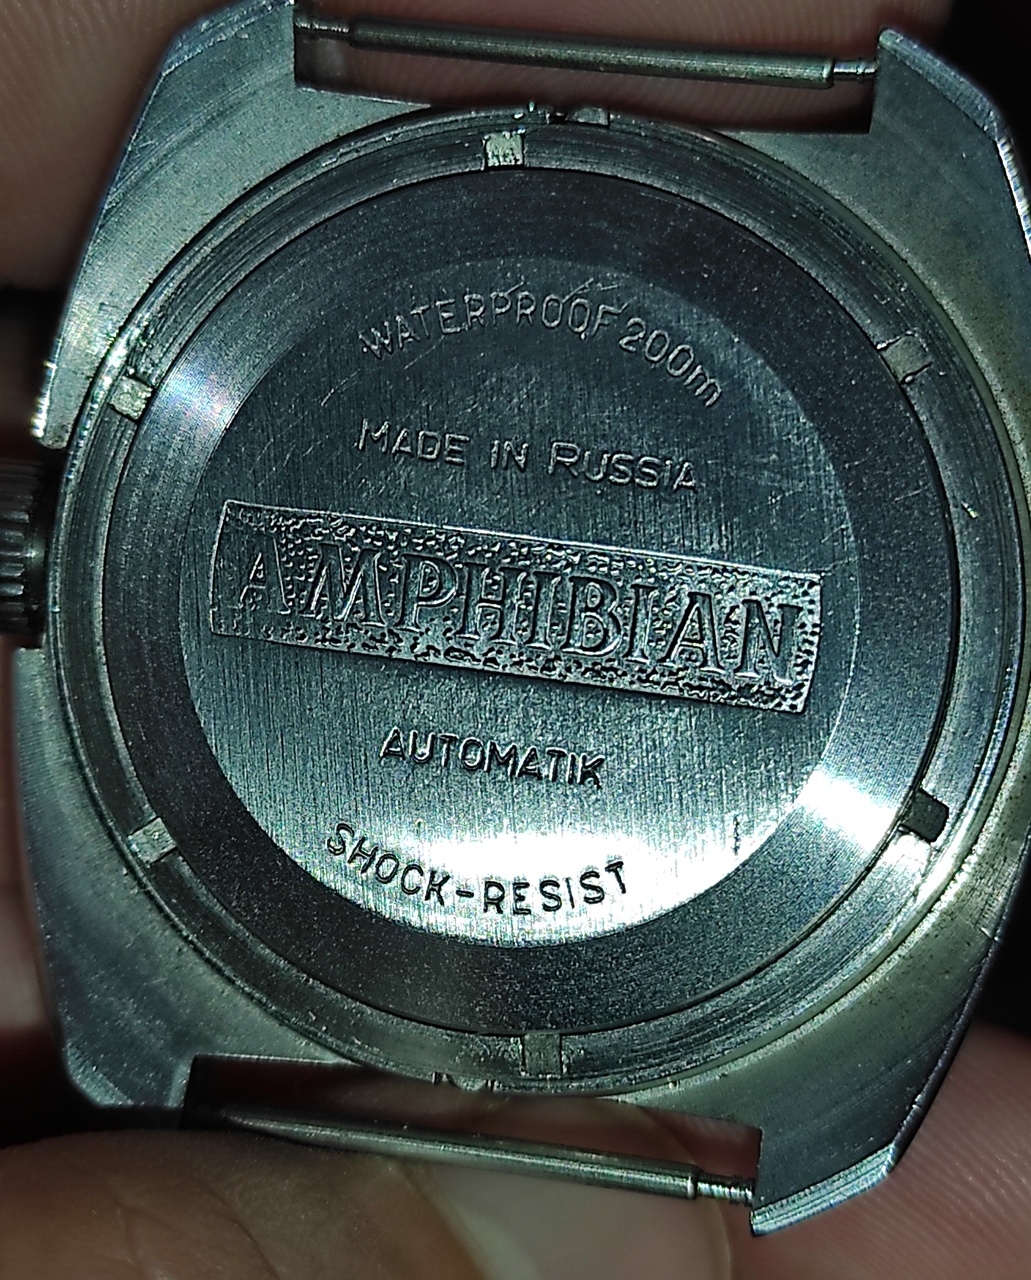 WATERPROOF 200m
MADE IN RUSSIA
AMPHIBIAN
AUTOMATIK
SHOCK-RESIST